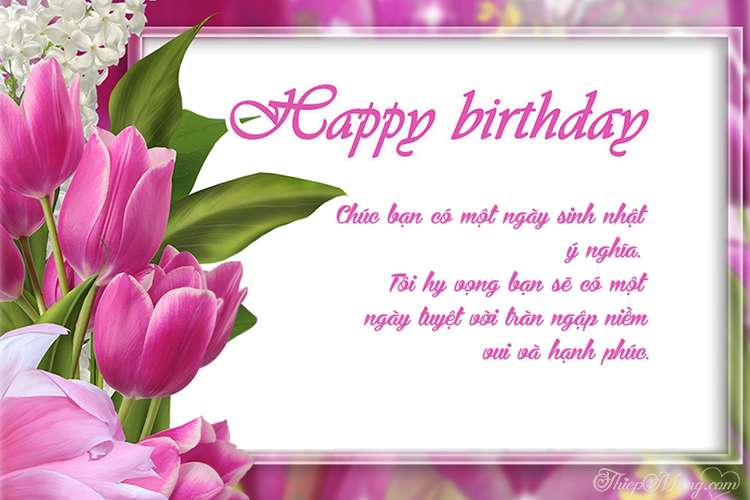 Happy birthday
Chúc bạn có một ngày sinh nhật
ý nghĩa.
Tôi hy vọng bạn sẽ có một
ngày tuyệt vời tràn ngập niềm
vui và hạnh phúc.
ThiepMung.com